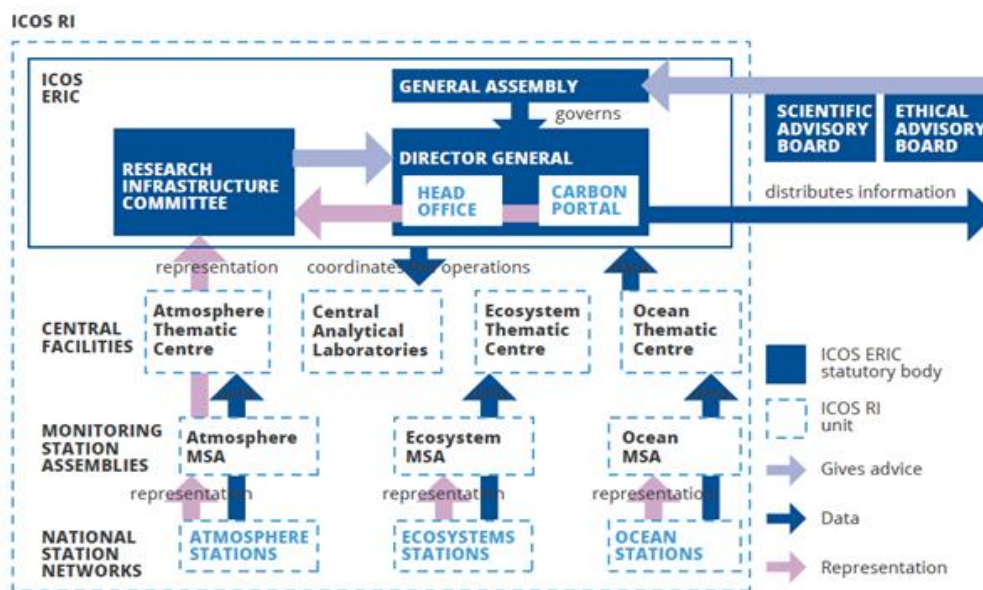 ICOS RI
ICOS
ERIC
GENERAL ASSEMBLY
governs
SCIENTIFIC
ADVISORY
BOARD
ETHICAL
ADVISORY
BOARD
RESEARCH
INFRASTRUCTURE
COMMITTEE
DIRECTOR GENERAL
HEAD
OFFICE
CARBON
PORTAL
distributes information
representation
coordinates operations
CENTRAL
FACILITIES
Atmosphere
Thematic
Centre
Central
Analytical
Laboratories
Ecosystem
Thematic
Centre
Ocean
Thematic
Centre
ICOS ERIC
statutory body
ICOS RI
unit
MONITORING
STATION
ASSEMBLIES
Atmosphere
MSA
Ecosystem
MSA
Ocean
MSA
Gives advice
representation
representation
representation
Data
NATIONAL
STATION
NETWORKS
ATMOSPHERE
STATIONS
ECOSYSTEMS
STATIONS
OCEAN
STATIONS
Representation